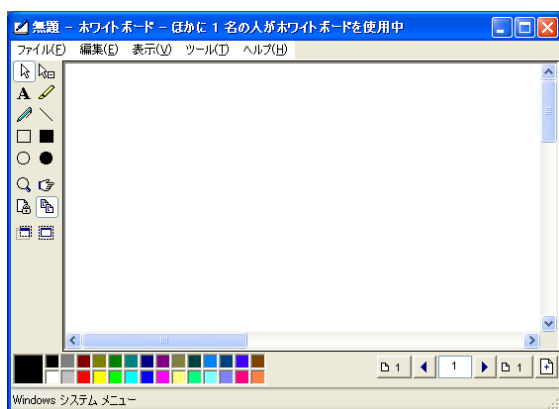 無題 - ホワイトボード - ほかに 1 名の人がホワイトボードを使用中
ファイル(F) 編集(E) 表示(V) ツール(T) ヘルプ(H)
A
1 1 1
Windows システム メニュー